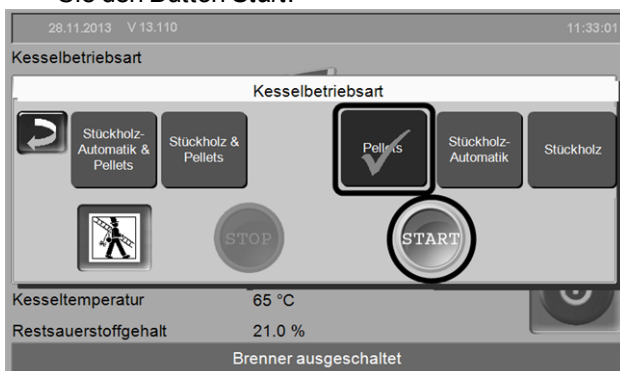 Sie den Button Start.
28.11.2013 V 13.110 11:33:01
Kesselbetriebsart
Kesselbetriebsart
Stückholz-
Automatik &
Pellets
Stückholz &
Pellets
Pellets
Stückholz-
Automatik
Stückholz
STOP
START
Kesseltemperatur 65 °C
Restsauerstoffgehalt 21.0 %
Brenner ausgeschaltet